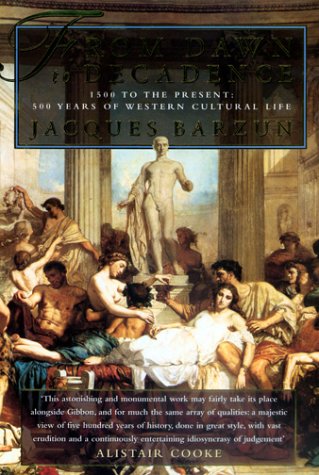 FROM DAWN
to DECADENCE
1500 TO THE PRESENT:
500 YEARS OF WESTERN CULTURAL LIFE
JACQUES BARZUN
'This astonishing and monumental work may fairly take its place
alongside Gibbon, and for much the same array of qualities: a majestic
view of five hundred years of history, done in great style, with vast
erudition and a continuously entertaining idiosyncrasy of judgement'
ALISTAIR COOKE